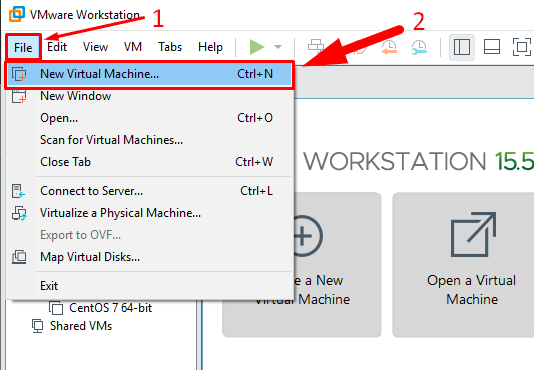 VMware Workstation
1
2
File Edit View VM Tabs Help
New Virtual Machine... Ctrl+N
New Window
Open... Ctrl+O
Scan for Virtual Machines...
Close Tab Ctrl+W
Connect to Server... Ctrl+L
Virtualize a Physical Machine...
Export to OVF...
Map Virtual Disks...
Exit
CentOS 7 64-bit
Shared VMs
WORKSTATION 15.5
a New
Virtual Machine
Open a Virtual
Machine